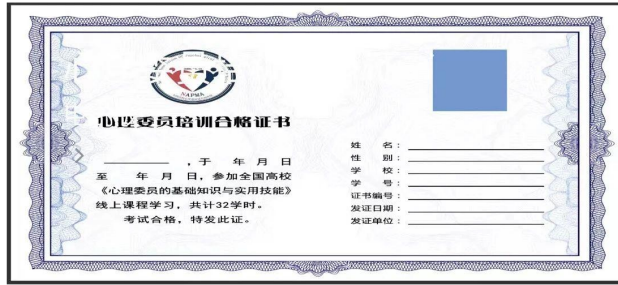 NAPMA
心理委员培训合格证书
，于 年 月 日
至 年 月 日，参加全国高校
《心理委员的基础知识与实用技能》
线上课程学习，共计32学时。
考试合格，特发此证。
姓 名：
性 别：
学 校：
学 号：
证书编号：
发证日期：
发证单位：